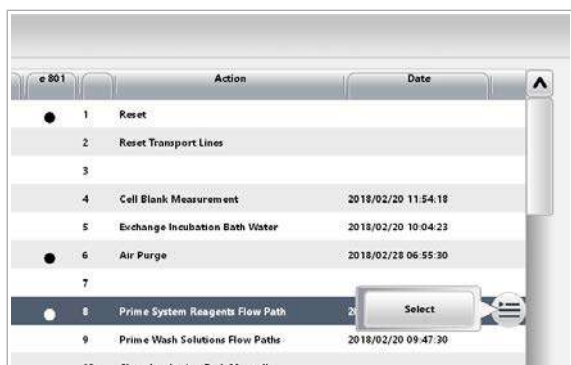 e 801 Action Date
1 Reset
2 Reset Transport Lines
3
4 Cell Blank Measurement 2018/02/20 11:54:18
5 Exchange Incubation Bath Water 2018/02/20 10:04:23
6 Air Purge 2018/02/28 06:55:30
7
8 Prime System Reagents Flow Path 2 Select
9 Prime Wash Solutions Flow Paths 2018/02/20 09:47:30